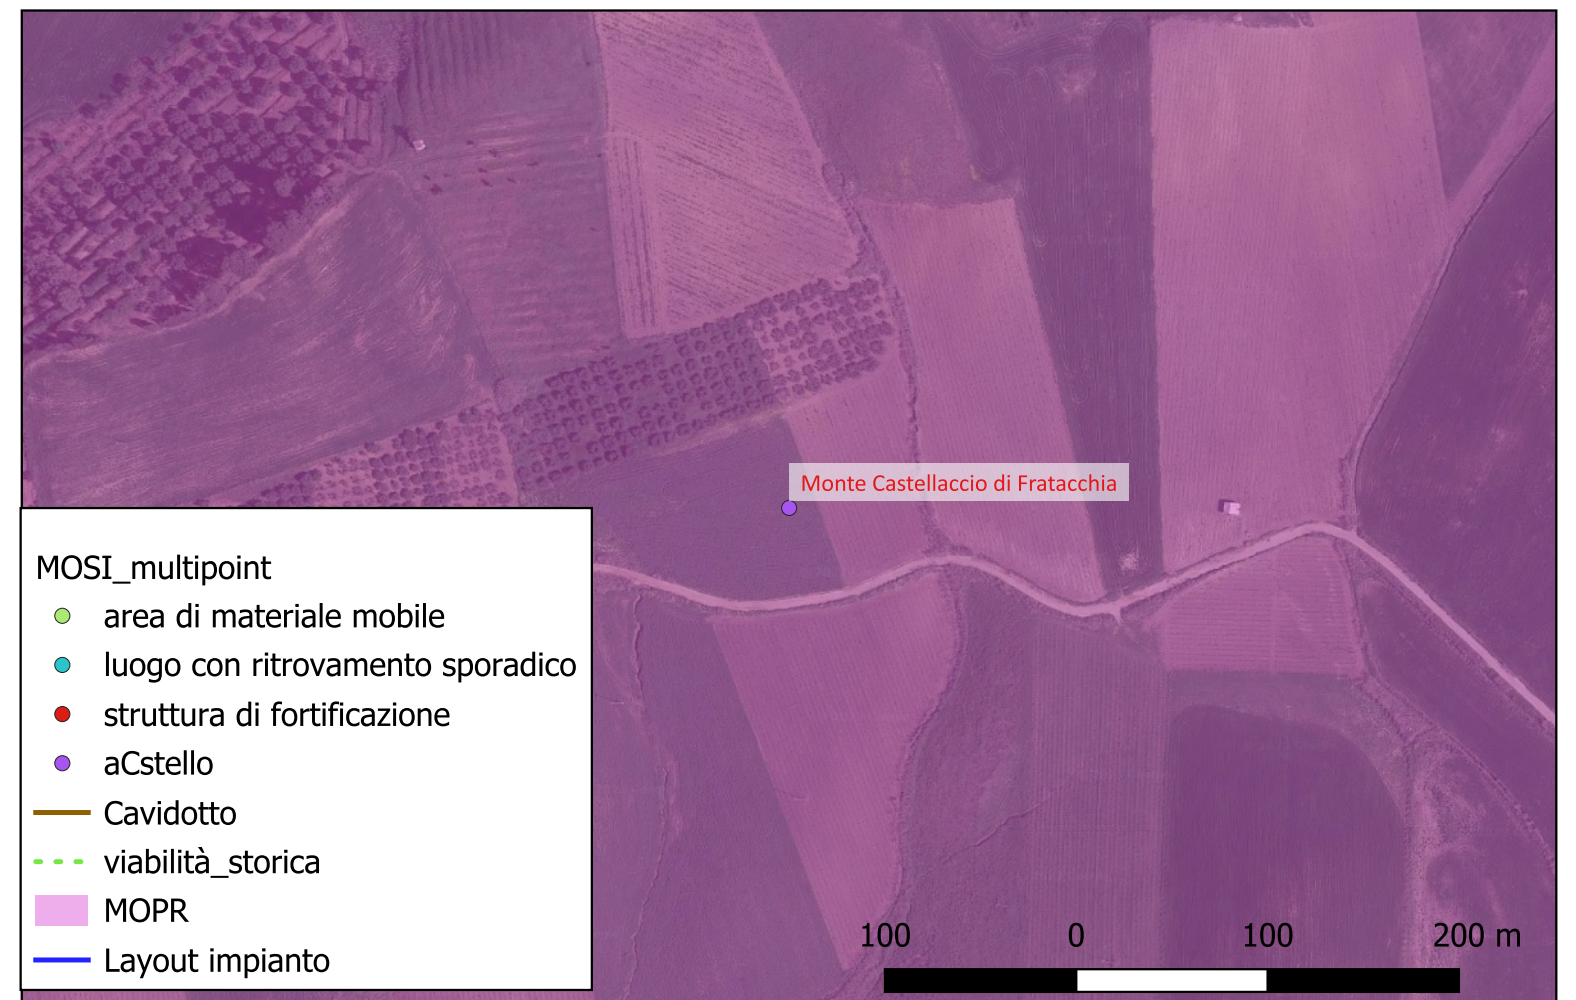 Monte Castellaccio di Fratacchia
MOSI_multipoint
area di materiale mobile
luogo con ritrovamento sporadico
struttura di fortificazione
aCstello
Cavidotto
viabilità_storica
MOPR
Layout impianto
100 0 100 200 m